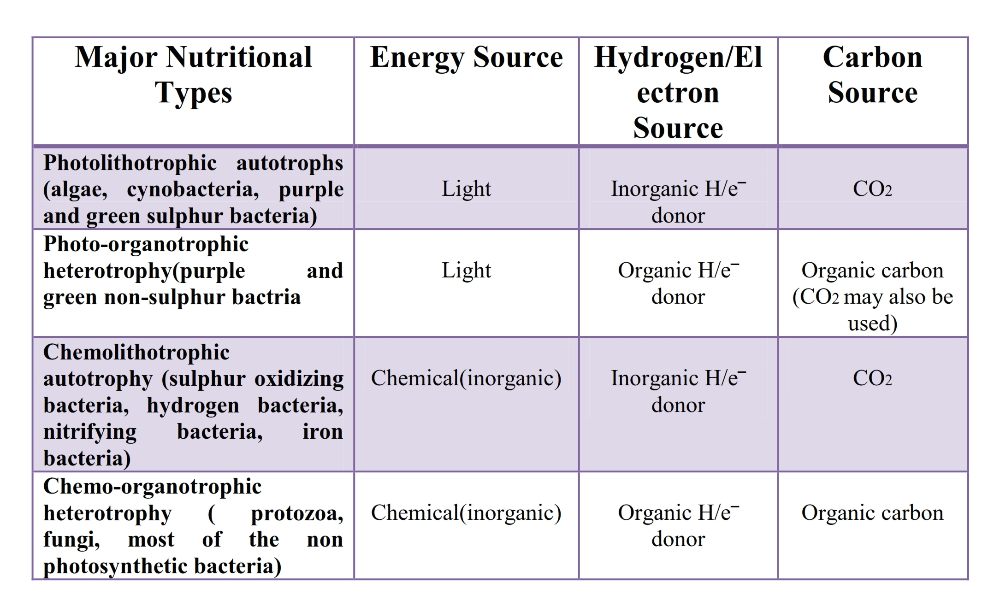 Major Nutritional
Types
Energy Source
Hydrogen/El
ectron
Source
Carbon
Source
Photolithotrophic autotrophs
(algae, cynobacteria, purple
and green sulphur bacteria)
Light
Inorganic H/e⁻
donor
CO₂
Photo-organotrophic
heterotrophy(purple and
green non-sulphur bactria
Light
Organic H/e⁻
donor
Organic carbon
(CO₂ may also be
used)
Chemolithotrophic
autotrophy (sulphur oxidizing
bacteria, hydrogen bacteria,
nitrifying bacteria, iron
bacteria)
Chemical(inorganic)
Inorganic H/e⁻
donor
CO₂
Chemo-organotrophic
heterotrophy ( protozoa,
fungi, most of the non
photosynthetic bacteria)
Chemical(inorganic)
Organic H/e⁻
donor
Organic carbon